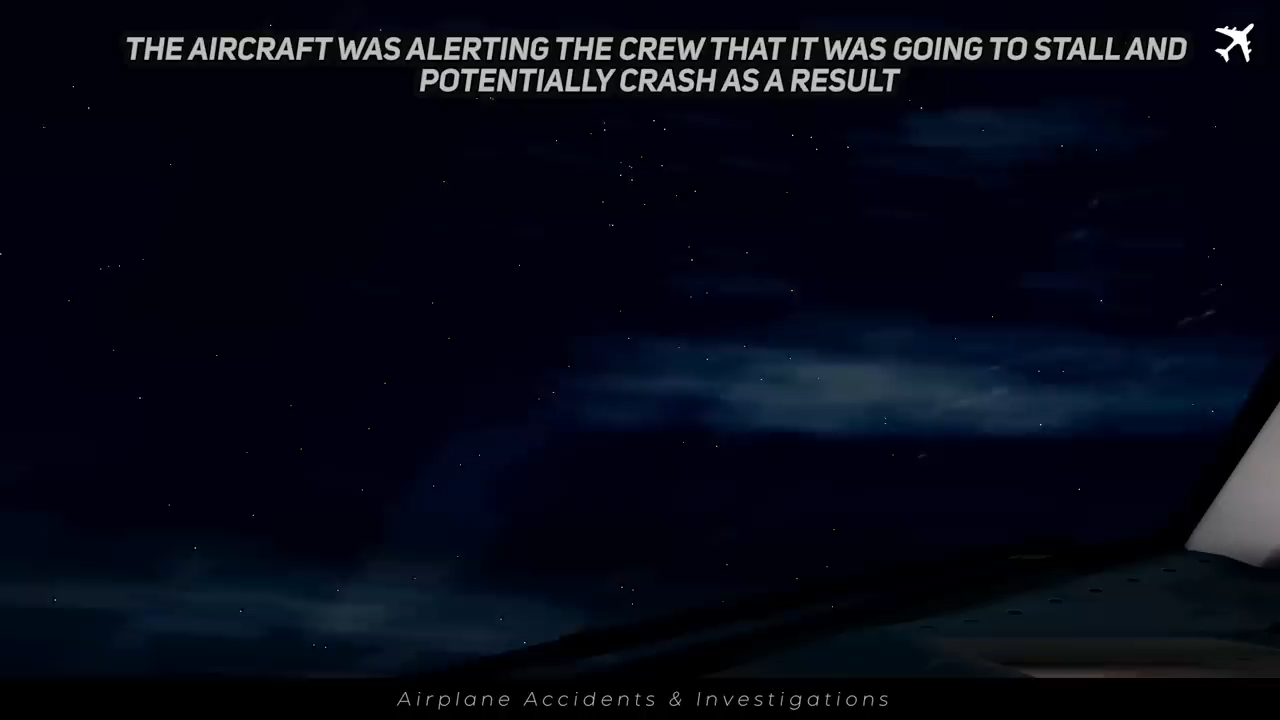 THE AIRCRAFT WAS ALERTING THE CREW THAT IT WAS GOING TO STALL AND
POTENTIALLY CRASH AS A RESULT
Airplane Accidents & Investigations